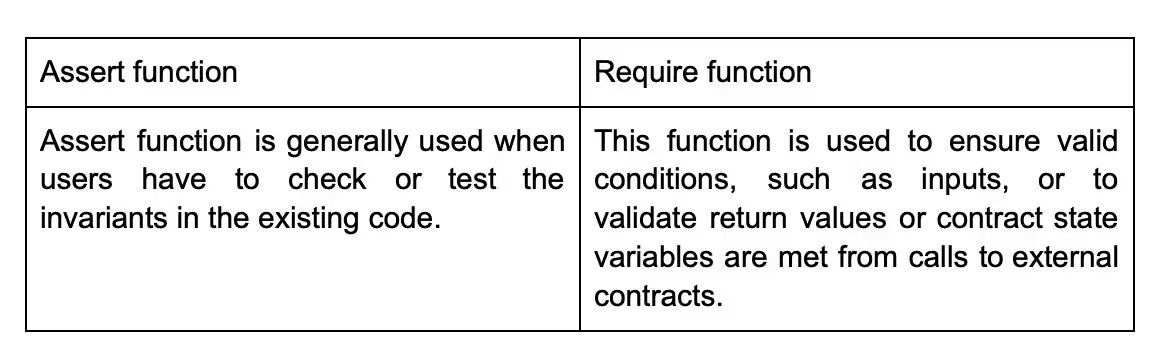 Assert function
Require function
Assert function is generally used when
users have to check or test the
invariants in the existing code.
This function is used to ensure valid
conditions, such as inputs, or to
validate return values or contract state
variables are met from calls to external
contracts.